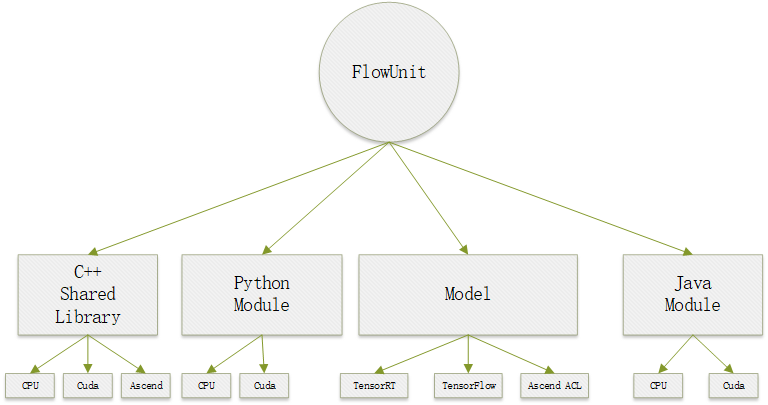 FlowUnit
C++
Shared
Library
Python
Module
Model
Java
Module
CPU
Cuda
Ascend
CPU
Cuda
TensorRT
TensorFlow
Ascend ACL
CPU
Cuda